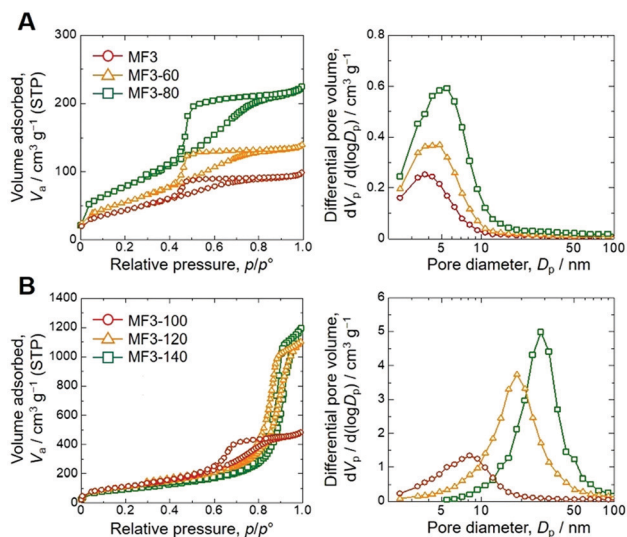 A
MF3
MF3-60
MF3-80
Volume adsorbed,
Vₐ / cm³ g⁻¹ (STP)
300
200
100
0
0 0.2 0.4 0.6 0.8 1.0
Relative pressure, p/p°
Differential pore volume,
dVₚ / d(logDₚ) / cm³ g⁻¹
0.8
0.6
0.4
0.2
0
5 10 50 100
Pore diameter, Dₚ / nm
B
MF3-100
MF3-120
MF3-140
Volume adsorbed,
Vₐ / cm³ g⁻¹ (STP)
1400
1200
1000
800
600
400
200
0
0 0.2 0.4 0.6 0.8 1.0
Relative pressure, p/p°
Differential pore volume,
dVₚ / d(logDₚ) / cm³ g⁻¹
6
5
4
3
2
1
0
5 10 50 100
Pore diameter, Dₚ / nm